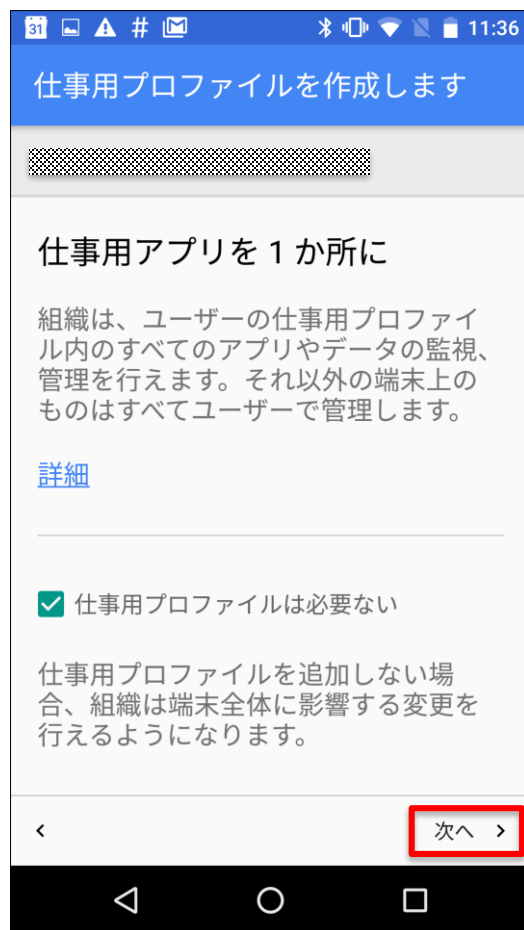 31 # 11:36
仕事用プロファイルを作成します
仕事用アプリを 1 か所に
組織は、ユーザーの仕事用プロファイ
ル内のすべてのアプリやデータの監視、
管理を行えます。それ以外の端末上の
ものはすべてユーザーで管理します。
詳細
仕事用プロファイルは必要ない
仕事用プロファイルを追加しない場
合、組織は端末全体に影響する変更を
行えるようになります。
次へ